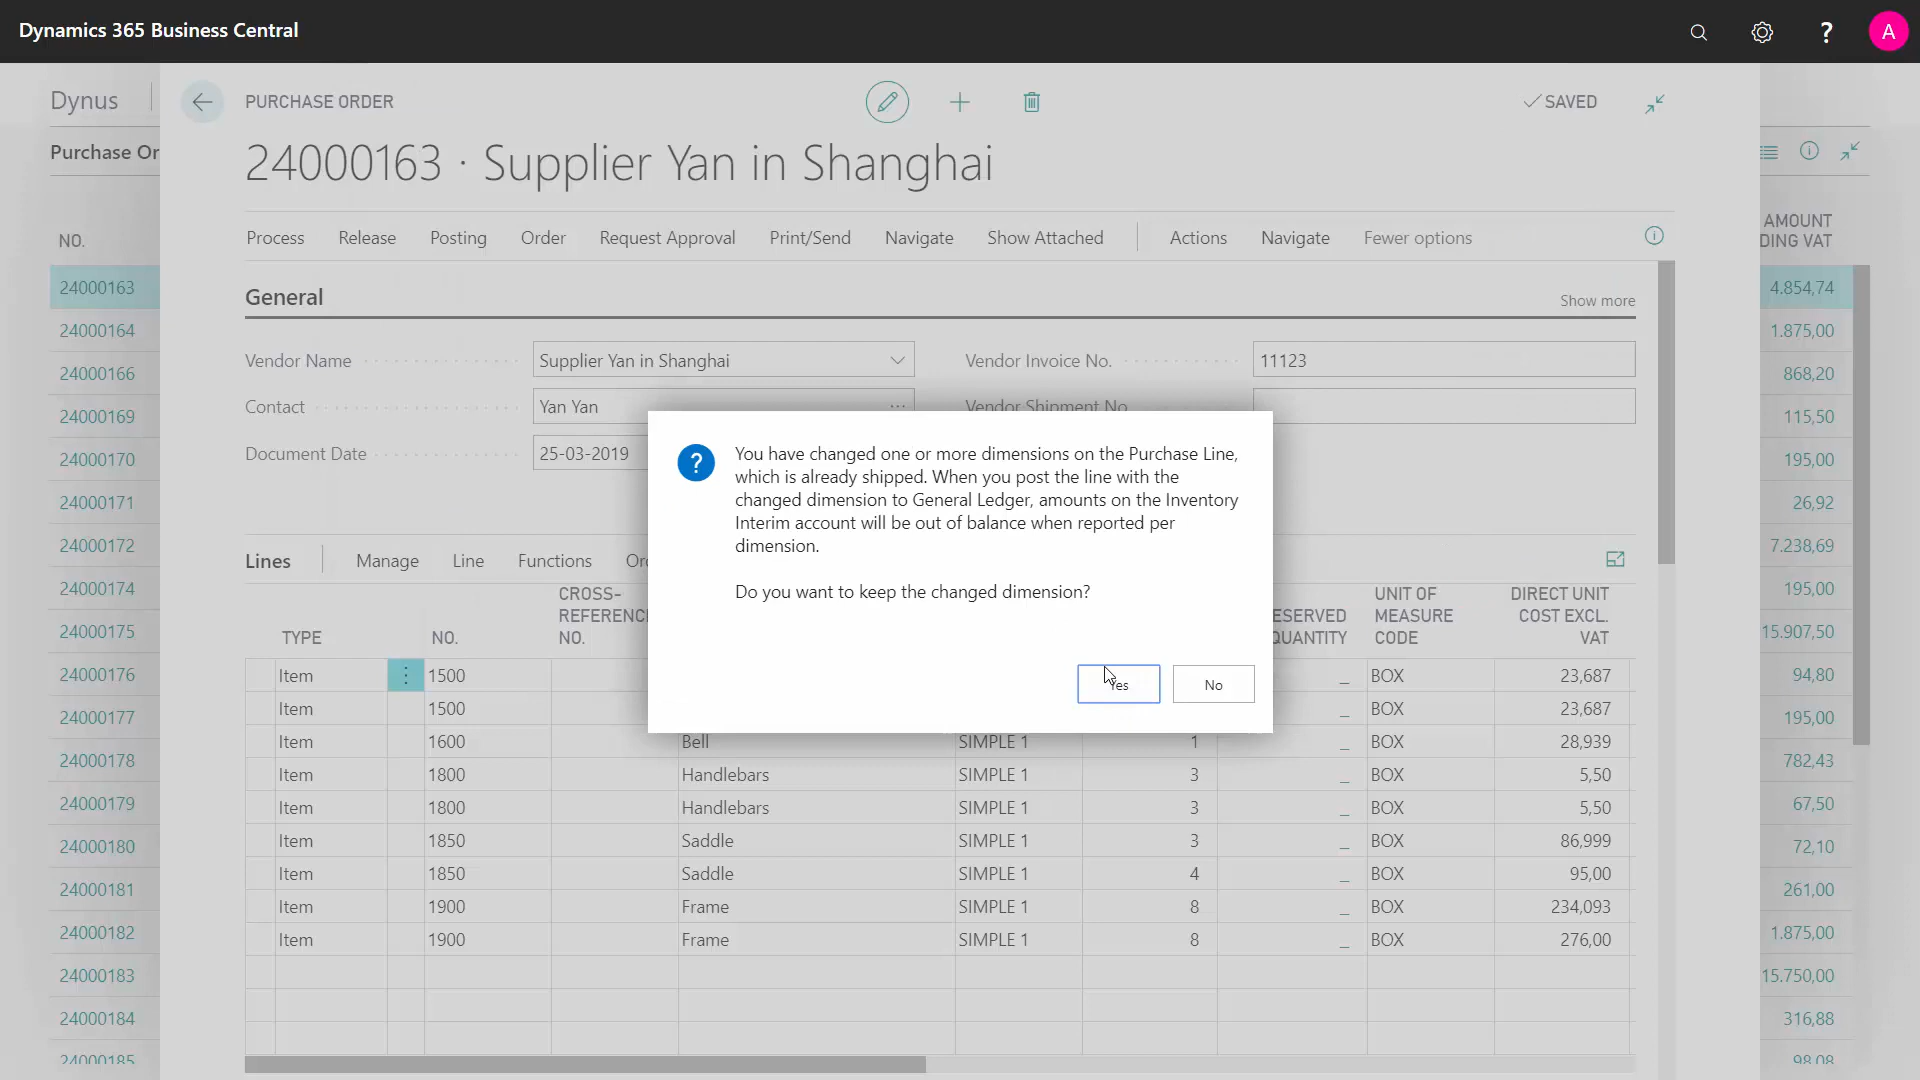 Dynamics 365 Business Central
?
A
Dynus
PURCHASE ORDER
SAVED
Purchase Or
24000163 · Supplier Yan in Shanghai
Process Release Posting Order Request Approval Print/Send Navigate Show Attached Actions Navigate Fewer options
NO.
AMOUNT
DING VAT
24000163 4.854,74
24000164 1.875,00
24000166 868,20
24000169 115,50
24000170 195,00
24000171 26,92
24000172 7.238,69
24000174 195,00
24000175 15.907,50
24000176 94,80
24000177 195,00
24000178 782,43
24000179 67,50
24000180 72,10
24000181 261,00
24000182 1.875,00
24000183 15.750,00
24000184 316,88
24000185 98,08
General
Show more
Vendor Name Supplier Yan in Shanghai
Vendor Invoice No. 11123
Contact Yan Yan ...
Vendor Shipment No.
Document Date 25-03-2019
?
You have changed one or more dimensions on the Purchase Line,
which is already shipped. When you post the line with the
changed dimension to General Ledger, amounts on the Inventory
Interim account will be out of balance when reported per
dimension.
Do you want to keep the changed dimension?
Yes No
Lines Manage Line Functions Ord
TYPE
NO.
CROSS-
REFERENCE
NO.
ESERVED
QUANTITY
UNIT OF
MEASURE
CODE
DIRECT UNIT
COST EXCL.
VAT
Item 1500 _ BOX 23,687
Item 1500 _ BOX 23,687
Item 1600 Bell SIMPLE 1 1 _ BOX 28,939
Item 1800 Handlebars SIMPLE 1 3 _ BOX 5,50
Item 1800 Handlebars SIMPLE 1 3 _ BOX 5,50
Item 1850 Saddle SIMPLE 1 3 _ BOX 86,999
Item 1850 Saddle SIMPLE 1 4 _ BOX 95,00
Item 1900 Frame SIMPLE 1 8 _ BOX 234,093
Item 1900 Frame SIMPLE 1 8 _ BOX 276,00